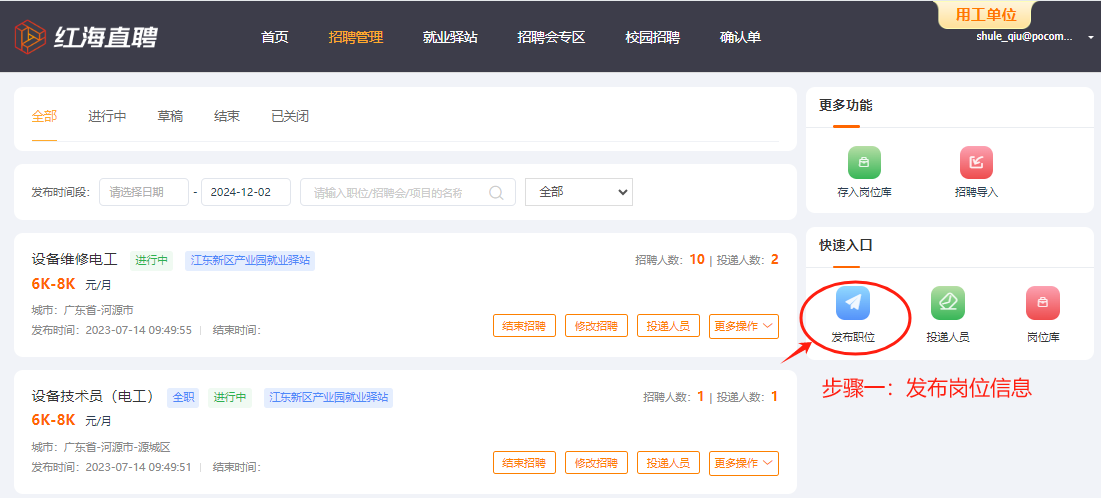 用工单位
红海直聘
首页 招聘管理 就业驿站 招聘会专区 校园招聘 确认单
shule_qiu@pocom...
全部 进行中 草稿 结束 已关闭
更多功能
存入岗位库 招聘导入
发布时间段: 请选择日期 - 2024-12-02 请输入职位/招聘会/项目的名称 全部
快速入口
发布职位 投递人员 岗位库
步骤一：发布岗位信息
设备维修电工 进行中 江东新区产业园就业驿站 招聘人数: 10 | 投递人数: 2
6K-8K 元/月
城市: 广东省-河源市
发布时间: 2023-07-14 09:49:55 结束时间:
结束招聘 修改招聘 投递人员 更多操作
设备技术员（电工） 全职 进行中 江东新区产业园就业驿站 招聘人数: 1 | 投递人数: 1
6K-8K 元/月
城市: 广东省-河源市-源城区
发布时间: 2023-07-14 09:49:51 结束时间:
结束招聘 修改招聘 投递人员 更多操作